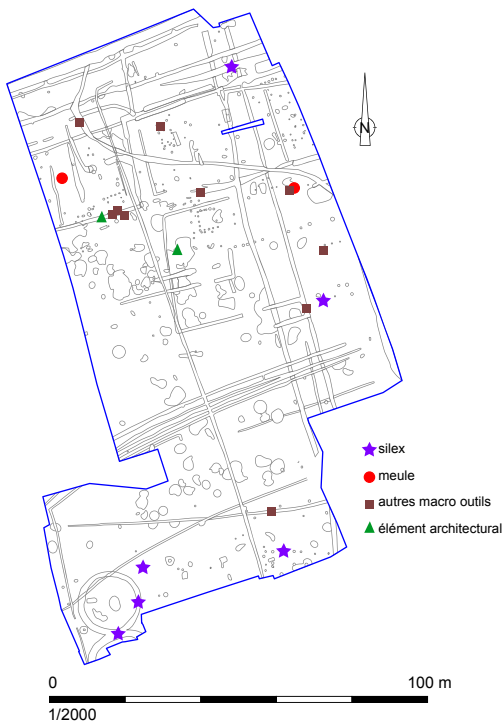 N
silex
meule
autres macro outils
élément architectural
0 100 m
1/2000